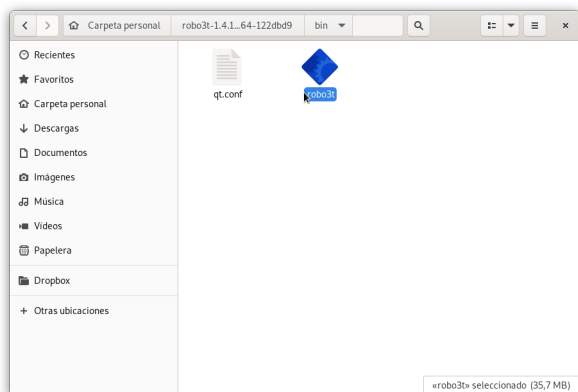 Carpeta personal
robo3t-1.4.1…64-122dbd9
bin
Recientes
Favoritos
Carpeta personal
Descargas
Documentos
Imágenes
Música
Vídeos
Papelera
Dropbox
Otras ubicaciones
qt.conf
robo3t
«robo3t» seleccionado (35,7 MB)